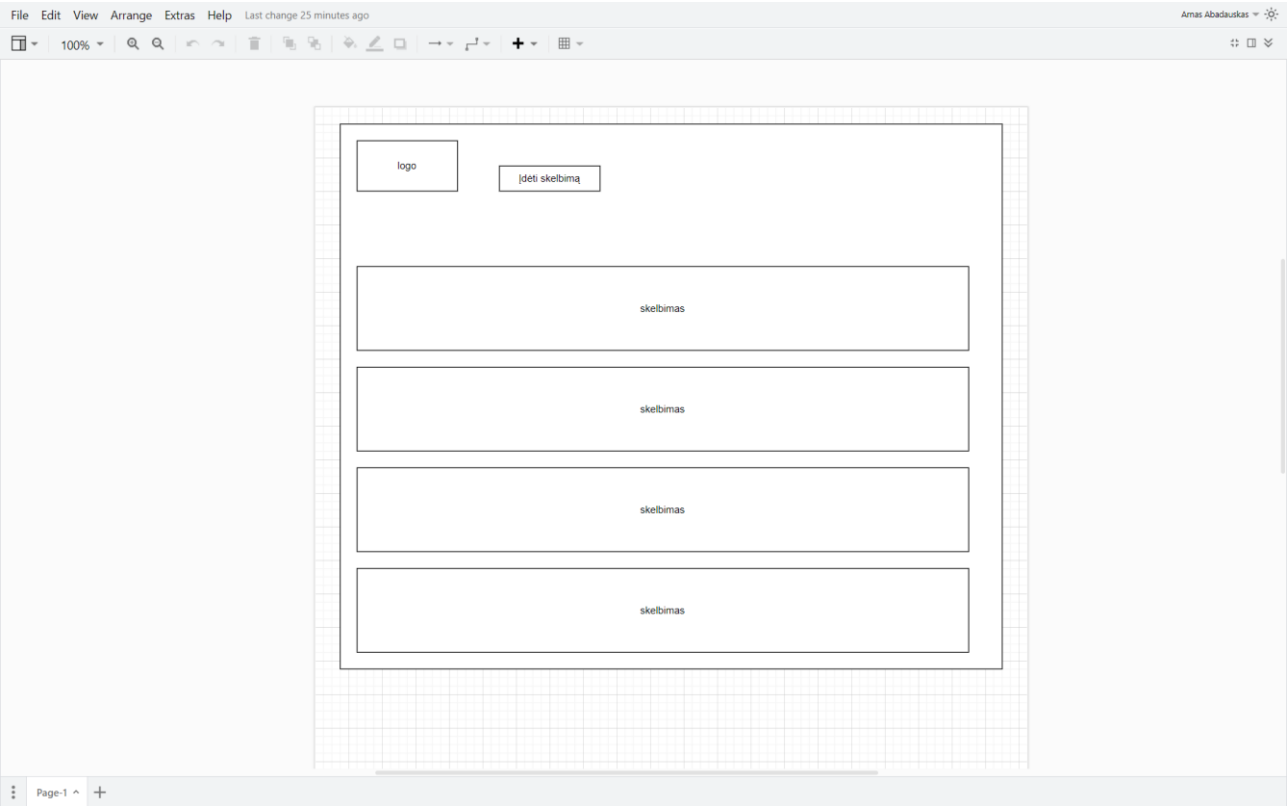 File Edit View Arrange Extras Help Last change 25 minutes ago Arnas Abadauskas
100%
logo
Įdėti skelbimą
skelbimas
skelbimas
skelbimas
skelbimas
Page-1